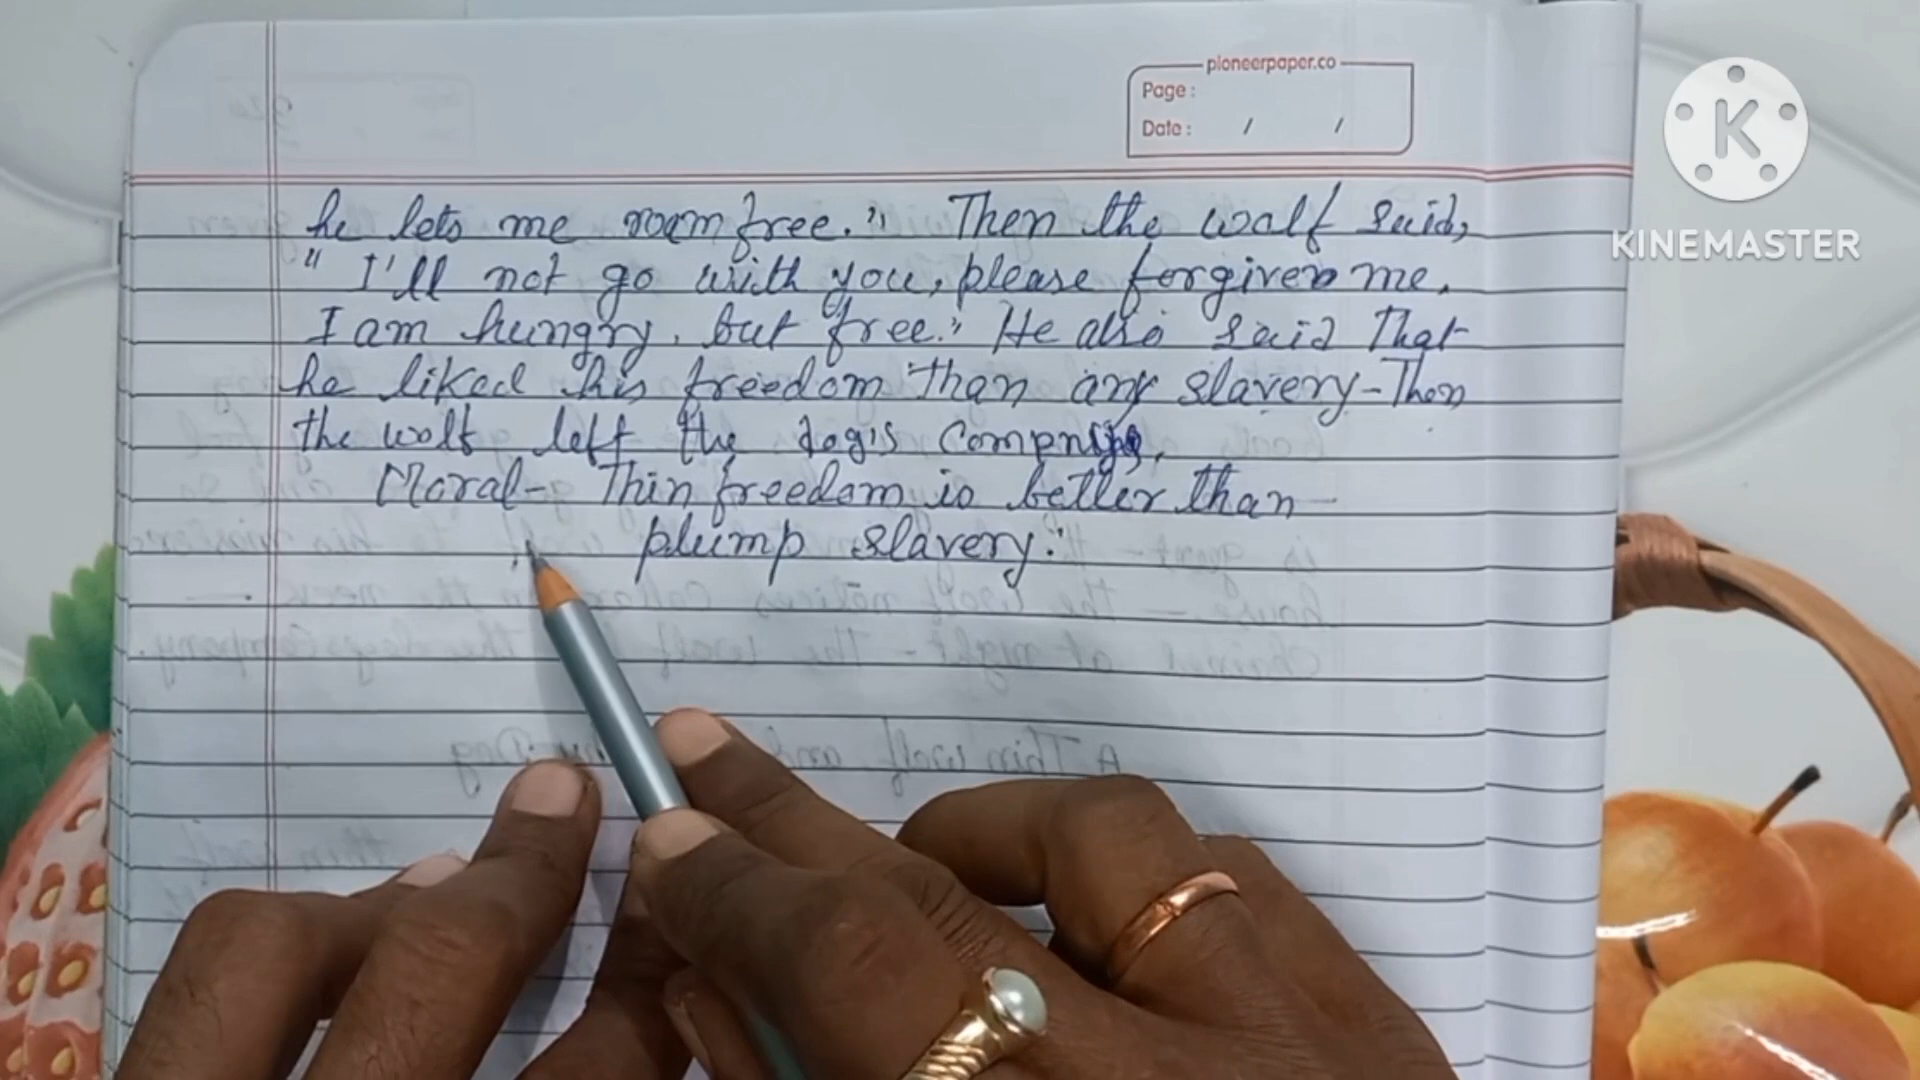 pioneerpaper.co
Page :
Date : / /
K
KINEMASTER
he lets me roam free." Then the wolf said,
" I'll not go with you, please forgive me.
I am hungry, but free." He also said That
he liked his freedom than any slavery-Then
the wolf left the dog's
Moral- Thin freedom is better than
plump slavery."